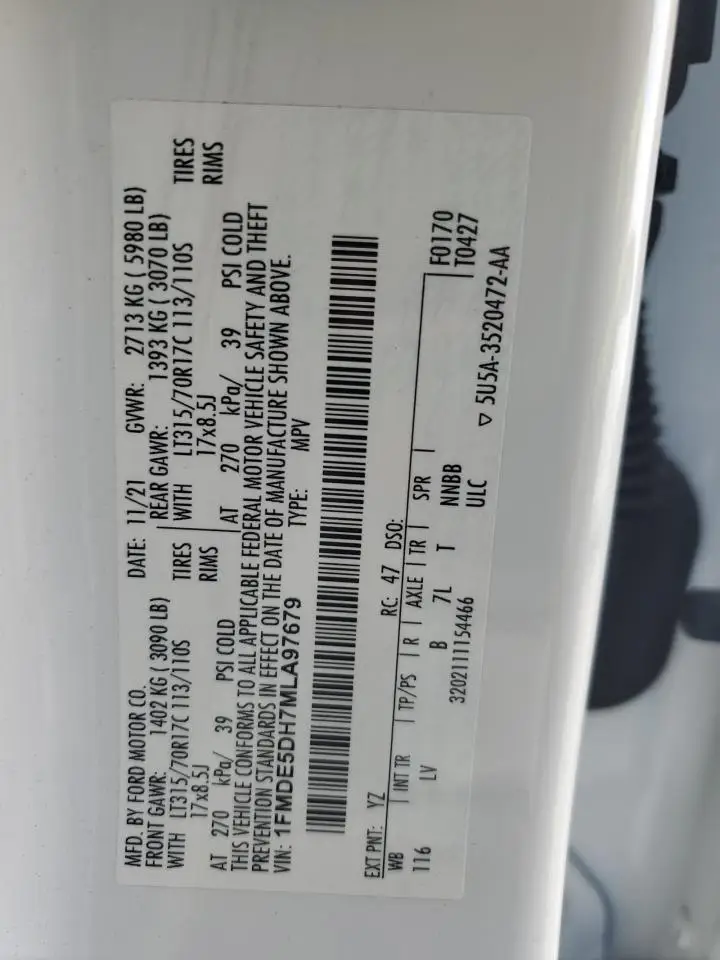 MFD. BY FORD MOTOR CO. DATE: 11/21 GVWR: 2713 KG ( 5980 LB)
FRONT GAWR: 1402 KG ( 3090 LB) REAR GAWR: 1393 KG ( 3070 LB)
WITH LT315/70R17C 113/110S TIRES WITH LT315/70R17C 113/110S TIRES
17x8.5J RIMS 17x8.5J RIMS
AT 270 kPa/ 39 PSI COLD AT 270 kPa/ 39 PSI COLD
THIS VEHICLE CONFORMS TO ALL APPLICABLE FEDERAL MOTOR VEHICLE SAFETY AND THEFT
PREVENTION STANDARDS IN EFFECT ON THE DATE OF MANUFACTURE SHOWN ABOVE.
VIN: 1FMDE5DH7MLA97679 TYPE: MPV
EXT PNT: YZ RC: 47 DSO: F0170
WB INT TR TP/PS R AXLE TR SPR T0427
116 LV B 7L T NNBB
3202111154466 ULC
▽ 5U5A-3520472-AA